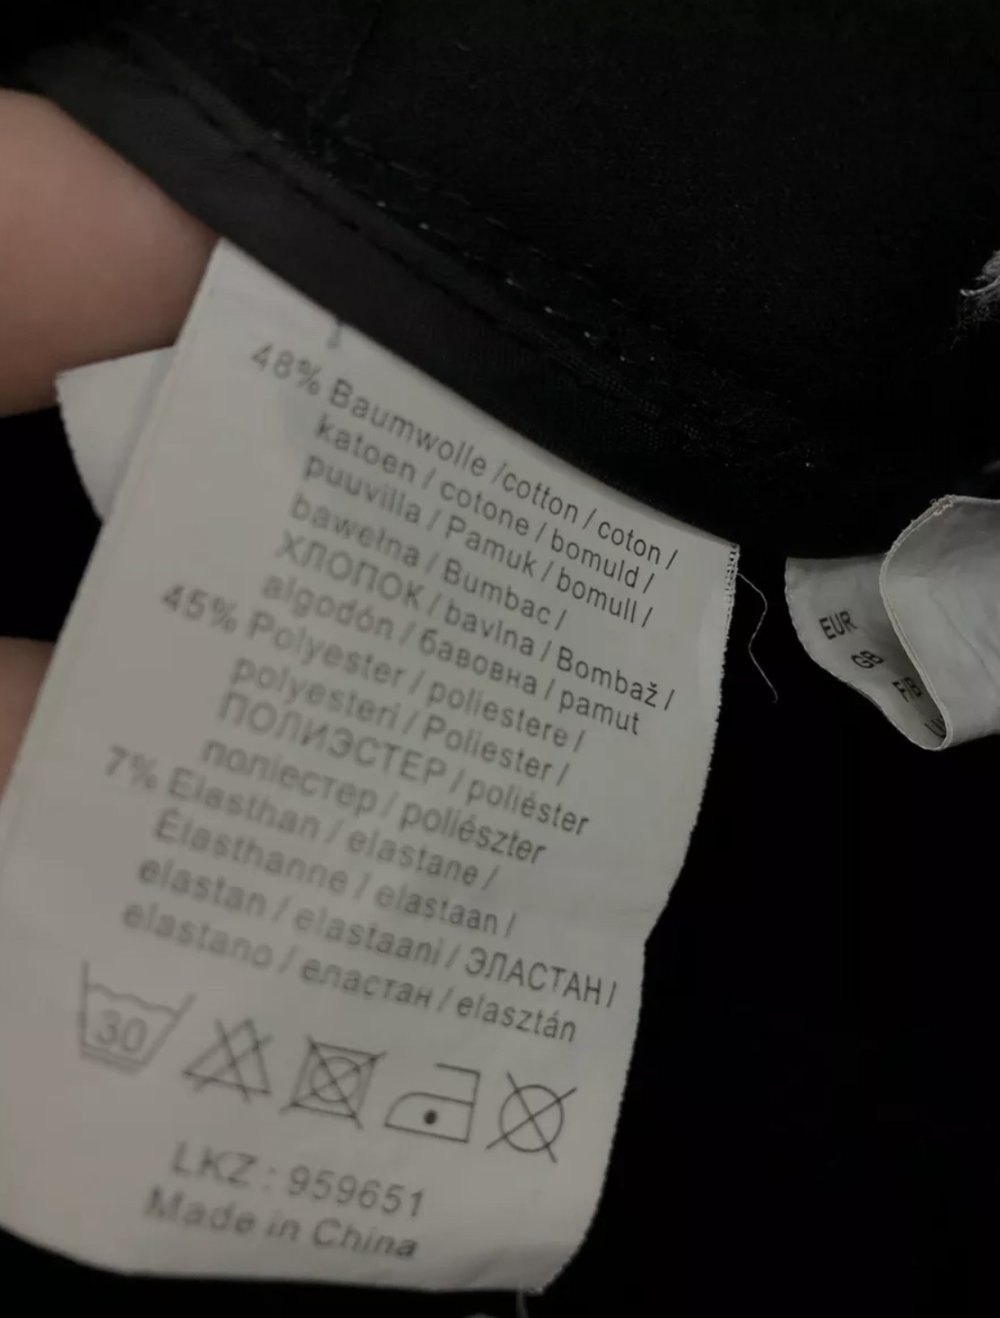 48% Baumwolle /cotton / coton /
katoen / cotone / bomuld /
puuvilla / Pamuk / bomull /
bawełna / Bumbac /
ХЛОПОК / bavlna / Bombaž /
algodón / бавовна / pamut
45% Polyester / poliestere /
polyesteri / Poliester /
ПОЛИЭСТЕР / poliéster
поліестер / poliészter
7% Elasthan / elastane /
Élasthanne / elastaan /
elastan / elastaani / ЭЛАСТАН /
elastano / еластан / elasztán
30
LKZ : 959651
Made in China
EUR
GB